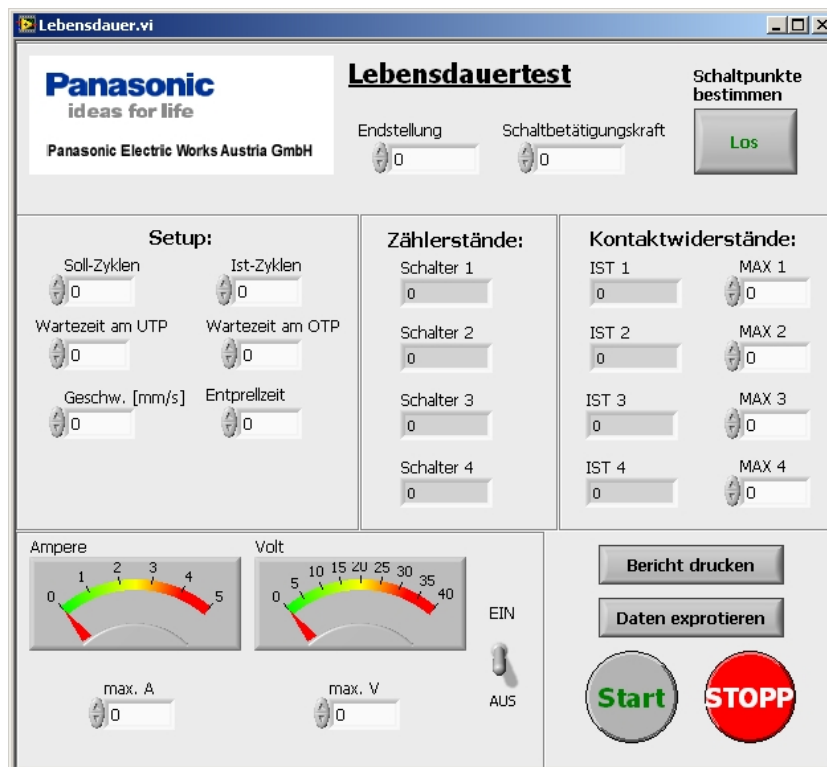 Lebensdauer.vi
Panasonic
ideas for life
Panasonic Electric Works Austria GmbH
Lebensdauertest
Endstellung
0
Schaltbetätigungskraft
0
Schaltpunkte
bestimmen
Los
Setup:
Soll-Zyklen Ist-Zyklen
0 0
Wartezeit am UTP Wartezeit am OTP
0 0
Geschw. [mm/s] Entprellzeit
0 0
Zählerstände:
Schalter 1
0
Schalter 2
0
Schalter 3
0
Schalter 4
0
Kontaktwiderstände:
IST 1 MAX 1
0 0
IST 2 MAX 2
0 0
IST 3 MAX 3
0 0
IST 4 MAX 4
0 0
Ampere
0 1 2 3 4 5
max. A
0
Volt
0 5 10 15 20 25 30 35 40
max. V
0
EIN
AUS
Bericht drucken
Daten exprotieren
Start
STOPP